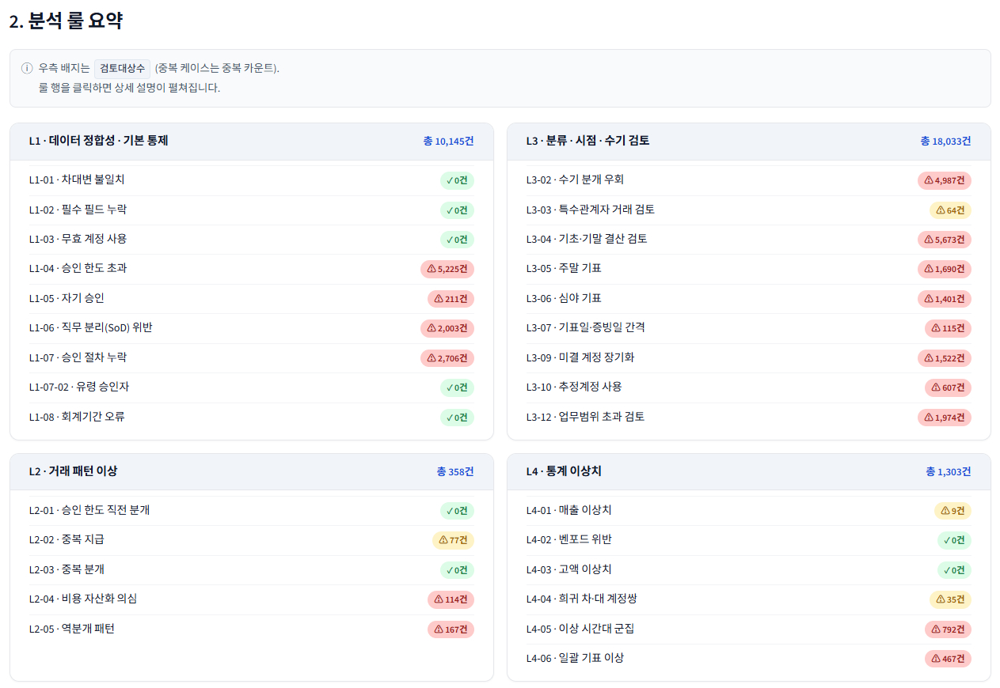 2. 분석 룰 요약
우측 배지는 검토대상수 (중복 케이스는 중복 카운트).
룰 행을 클릭하면 상세 설명이 펼쳐집니다.
L1 · 데이터 정합성 · 기본 통제 총 10,145건
L1-01 · 차대변 불일치 ✓ 0건
L1-02 · 필수 필드 누락 ✓ 0건
L1-03 · 무효 계정 사용 ✓ 0건
L1-04 · 승인 한도 초과 ⚠ 5,225건
L1-05 · 자기 승인 ⚠ 211건
L1-06 · 직무 분리(SoD) 위반 ⚠ 2,003건
L1-07 · 승인 절차 누락 ⚠ 2,706건
L1-07-02 · 유령 승인자 ✓ 0건
L1-08 · 회계기간 오류 ✓ 0건
L3 · 분류 · 시점 · 수기 검토 총 18,033건
L3-02 · 수기 분개 우회 ⚠ 4,987건
L3-03 · 특수관계자 거래 검토 ⚠ 64건
L3-04 · 기초·기말 결산 검토 ⚠ 5,673건
L3-05 · 주말 기표 ⚠ 1,690건
L3-06 · 심야 기표 ⚠ 1,401건
L3-07 · 기표일·증빙일 간격 ⚠ 115건
L3-09 · 미결 계정 장기화 ⚠ 1,522건
L3-10 · 추정계정 사용 ⚠ 607건
L3-12 · 업무범위 초과 검토 ⚠ 1,974건
L2 · 거래 패턴 이상 총 358건
L2-01 · 승인 한도 직전 분개 ✓ 0건
L2-02 · 중복 지급 ⚠ 77건
L2-03 · 중복 분개 ✓ 0건
L2-04 · 비용 자산화 의심 ⚠ 114건
L2-05 · 역분개 패턴 ⚠ 167건
L4 · 통계 이상치 총 1,303건
L4-01 · 매출 이상치 ⚠ 9건
L4-02 · 벤포드 위반 ✓ 0건
L4-03 · 고액 이상치 ✓ 0건
L4-04 · 희귀 차·대 계정쌍 ⚠ 35건
L4-05 · 이상 시간대 군집 ⚠ 792건
L4-06 · 일괄 기표 이상 ⚠ 467건